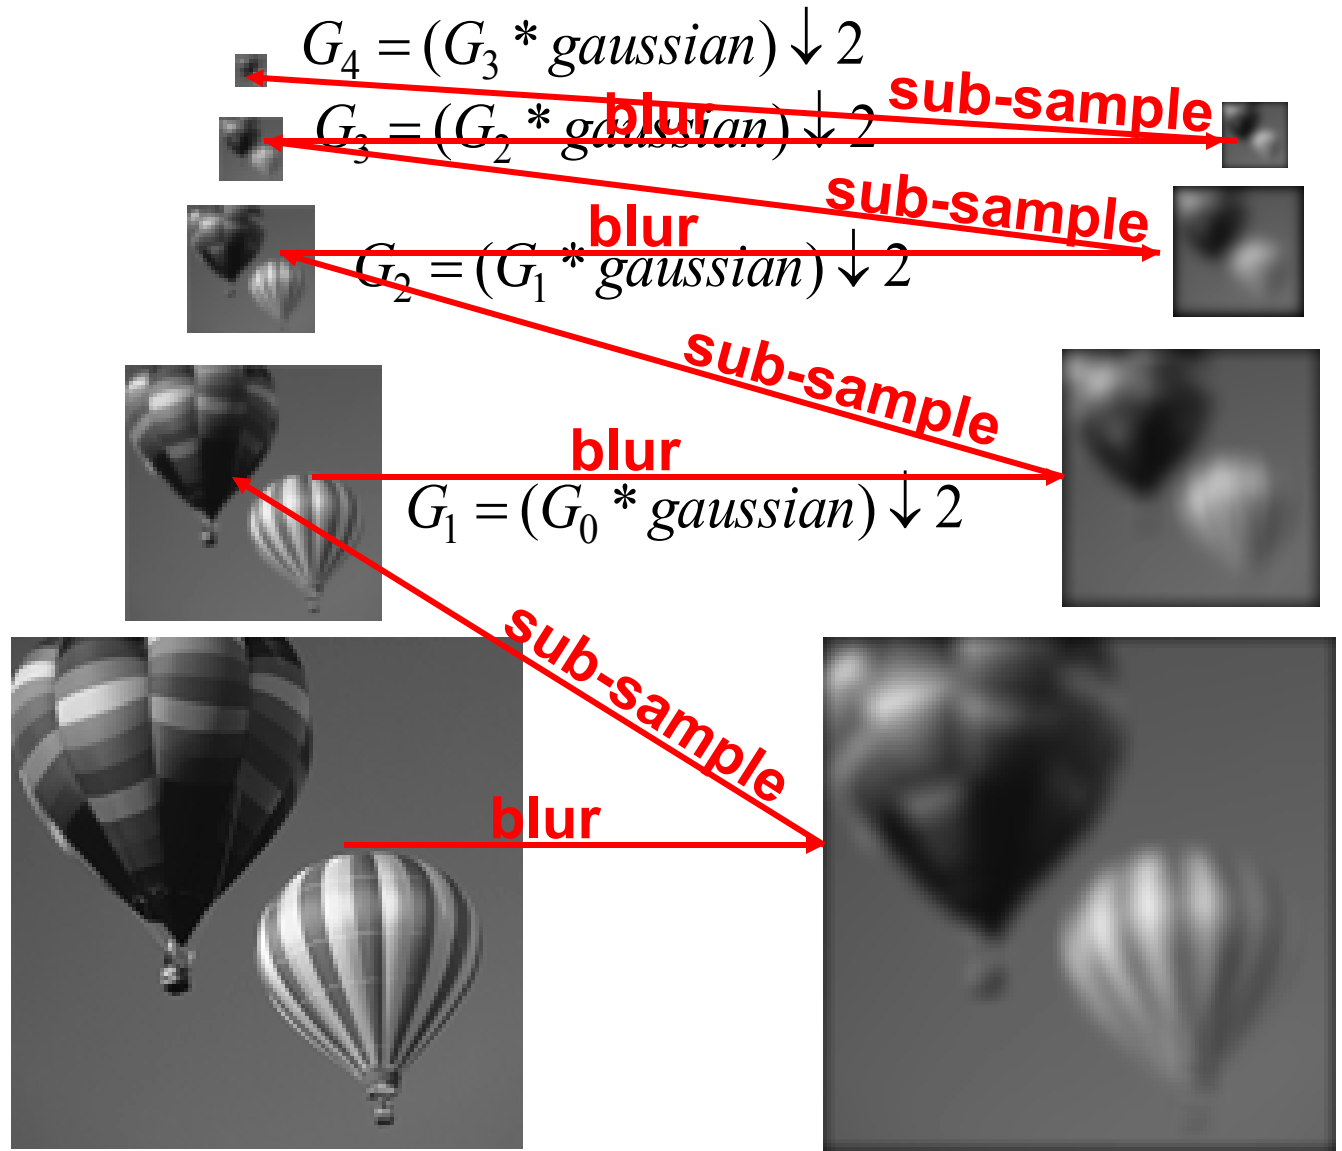 G₄ = (G₃ * gaussian) ↓ 2
sub-sample
blur
G₃ = (G₂ * gaussian) ↓ 2
sub-sample
blur
G₂ = (G₁ * gaussian) ↓ 2
sub-sample
blur
G₁ = (G₀ * gaussian) ↓ 2
sub-sample
blur